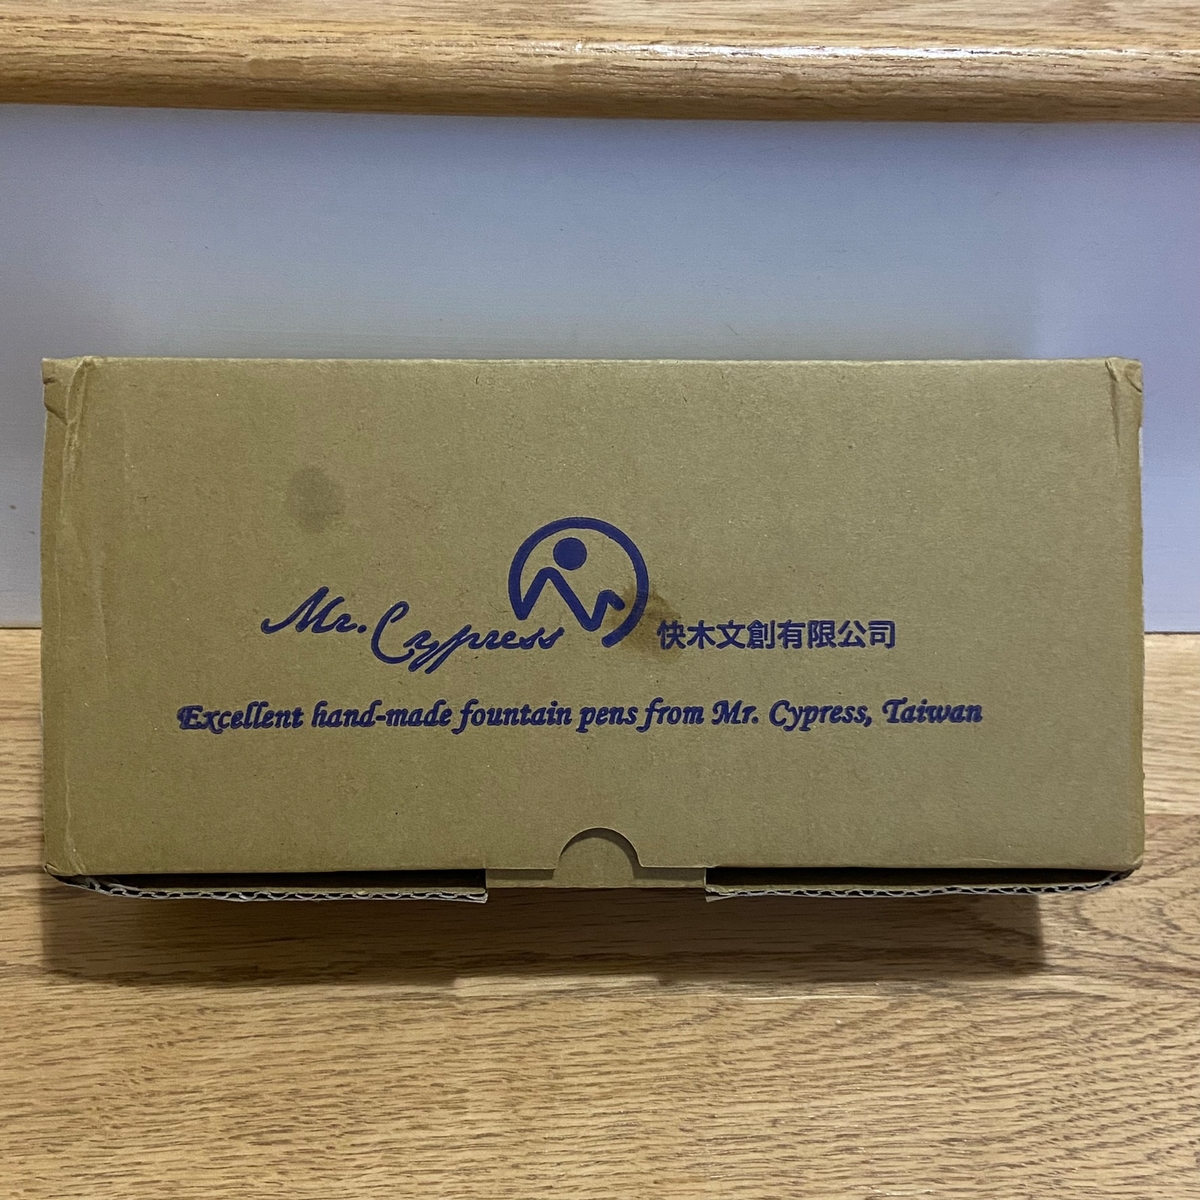 Mr. Cypress 快木文創有限公司
Excellent hand-made fountain pens from Mr. Cypress, Taiwan